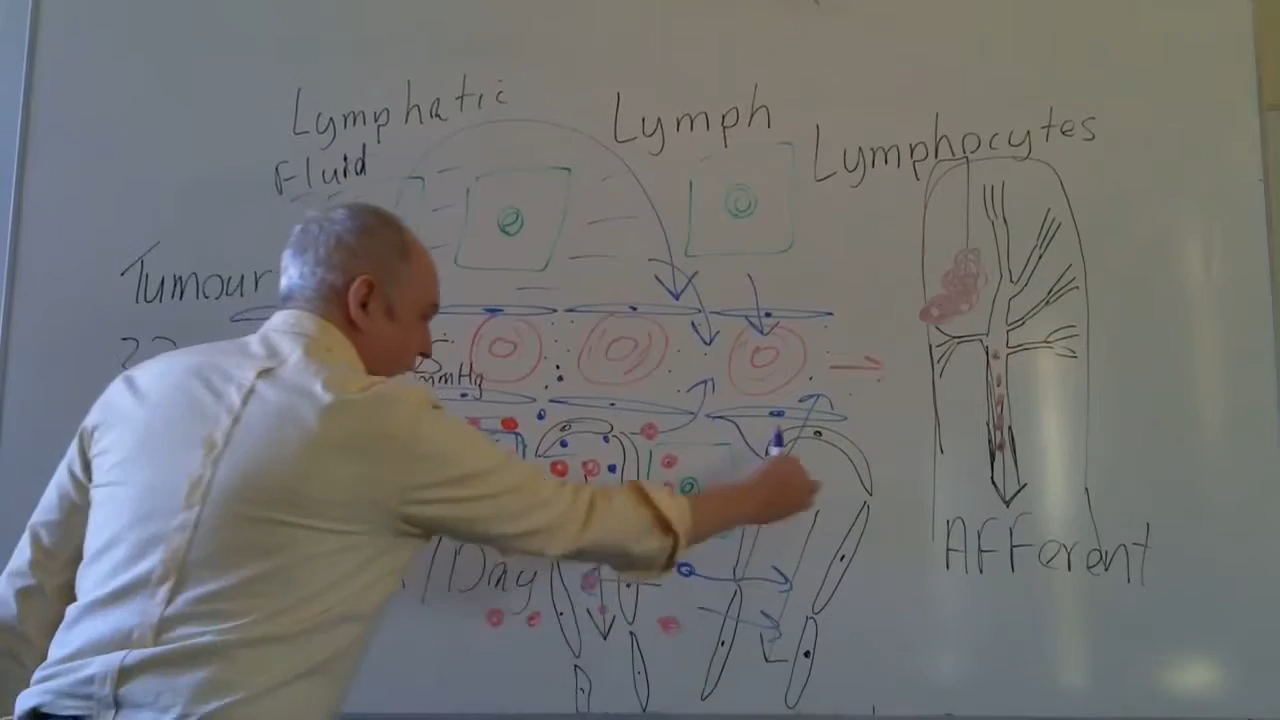 Lymphatic
Fluid
Lymph
Lymphocytes
Tumour
mmHg
/Day
AFFerent